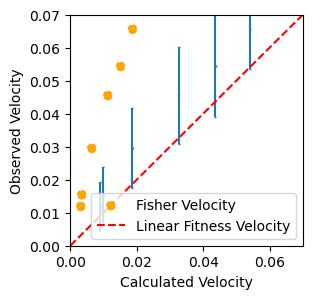 0.07
0.06
0.05
0.04
0.03
0.02
0.01
0.00
Observed Velocity
Fisher Velocity
Linear Fitness Velocity
0.00 0.02 0.04 0.06
Calculated Velocity